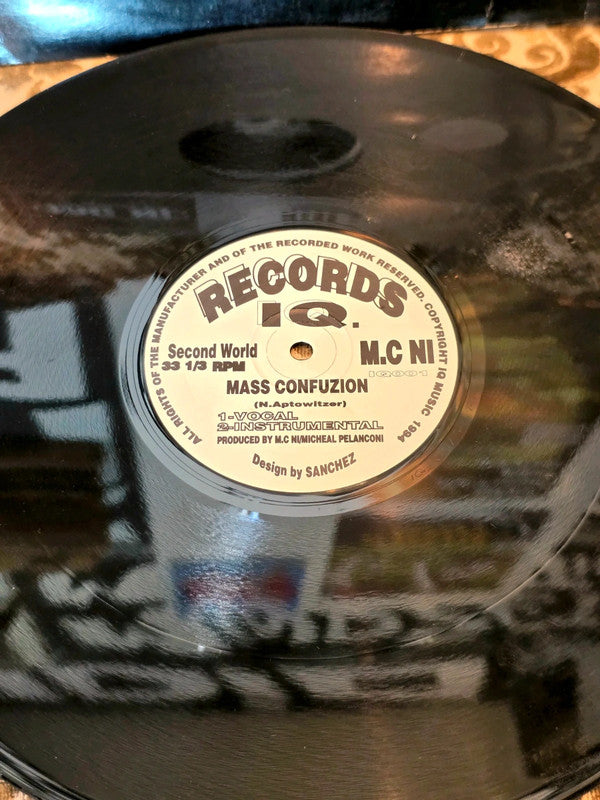 ALL RIGHTS OF THE MANUFACTURER AND OF THE RECORDED WORK RESERVED. COPYRIGHT IQ MUSIC 1994
RECORDS
IQ.
Second World
33 1/3 RPM
M.C NI
IQ001
MASS CONFUZION
(N.Aptowitzer)
1-VOCAL
2-INSTRUMENTAL
PRODUCED BY M.C NI/MICHEAL PELANCONI
Design by SANCHEZ